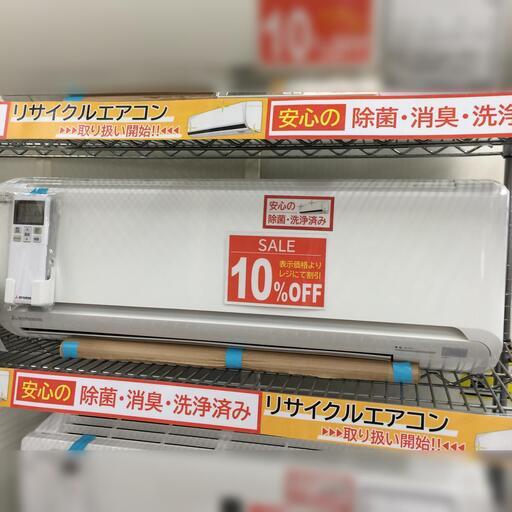 10%OFF
リサイクルエアコン
>>>取り扱い開始!!<<<
安心の 除菌・消臭・洗浄
安心の
除菌・洗浄済み
SALE
表示価格より
レジにて割引
10%OFF
安心の 除菌・消臭・洗浄済み
リサイクルエアコン
>>>取り扱い開始!!